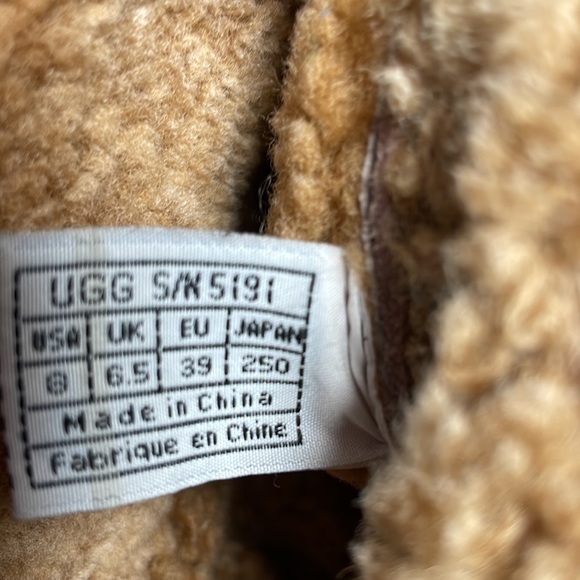 UGG S/N 5191
USA UK EU JAPAN
8 6.5 39 250
Made in China
Fabrique en Chine